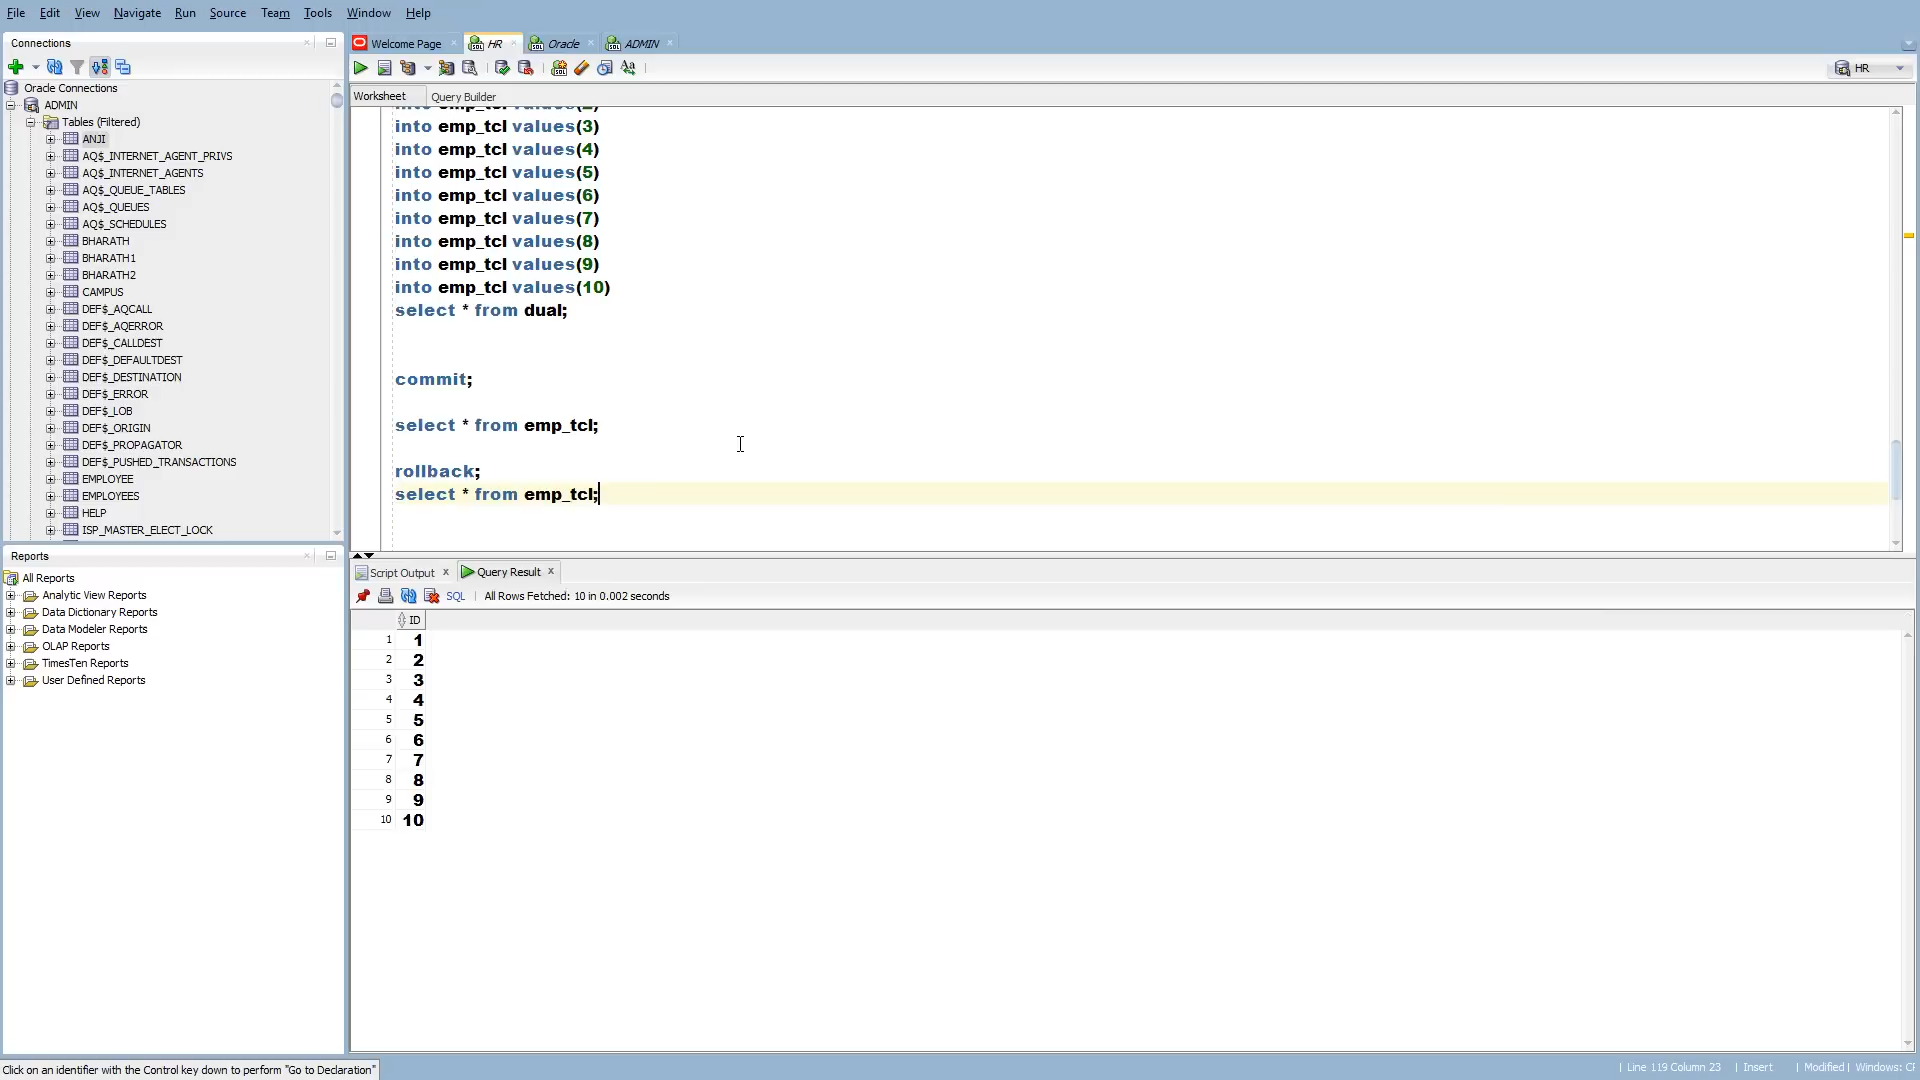 File Edit View Navigate Run Source Team Tools Window Help
Connections
Welcome Page HR Oracle ADMIN
HR
Worksheet Query Builder
Oracle Connections
ADMIN
Tables (Filtered)
ANJI
AQ$_INTERNET_AGENT_PRIVS
AQ$_INTERNET_AGENTS
AQ$_QUEUE_TABLES
AQ$_QUEUES
AQ$_SCHEDULES
BHARATH
BHARATH1
BHARATH2
CAMPUS
DEF$_AQCALL
DEF$_AQERROR
DEF$_CALLDEST
DEF$_DEFAULTDEST
DEF$_DESTINATION
DEF$_ERROR
DEF$_LOB
DEF$_ORIGIN
DEF$_PROPAGATOR
DEF$_PUSHED_TRANSACTIONS
EMPLOYEE
EMPLOYEES
HELP
ISP_MASTER_ELECT_LOCK
into emp_tcl values(2)
into emp_tcl values(3)
into emp_tcl values(4)
into emp_tcl values(5)
into emp_tcl values(6)
into emp_tcl values(7)
into emp_tcl values(8)
into emp_tcl values(9)
into emp_tcl values(10)
select * from dual;
commit;
select * from emp_tcl;
rollback;
select * from emp_tcl;
Reports
All Reports
Analytic View Reports
Data Dictionary Reports
Data Modeler Reports
OLAP Reports
TimesTen Reports
User Defined Reports
Script Output Query Result
SQL All Rows Fetched: 10 in 0.002 seconds
ID
1 1
2 2
3 3
4 4
5 5
6 6
7 7
8 8
9 9
10 10
Click on an identifier with the Control key down to perform "Go to Declaration"
Line 119 Column 23 Insert Modified Windows: